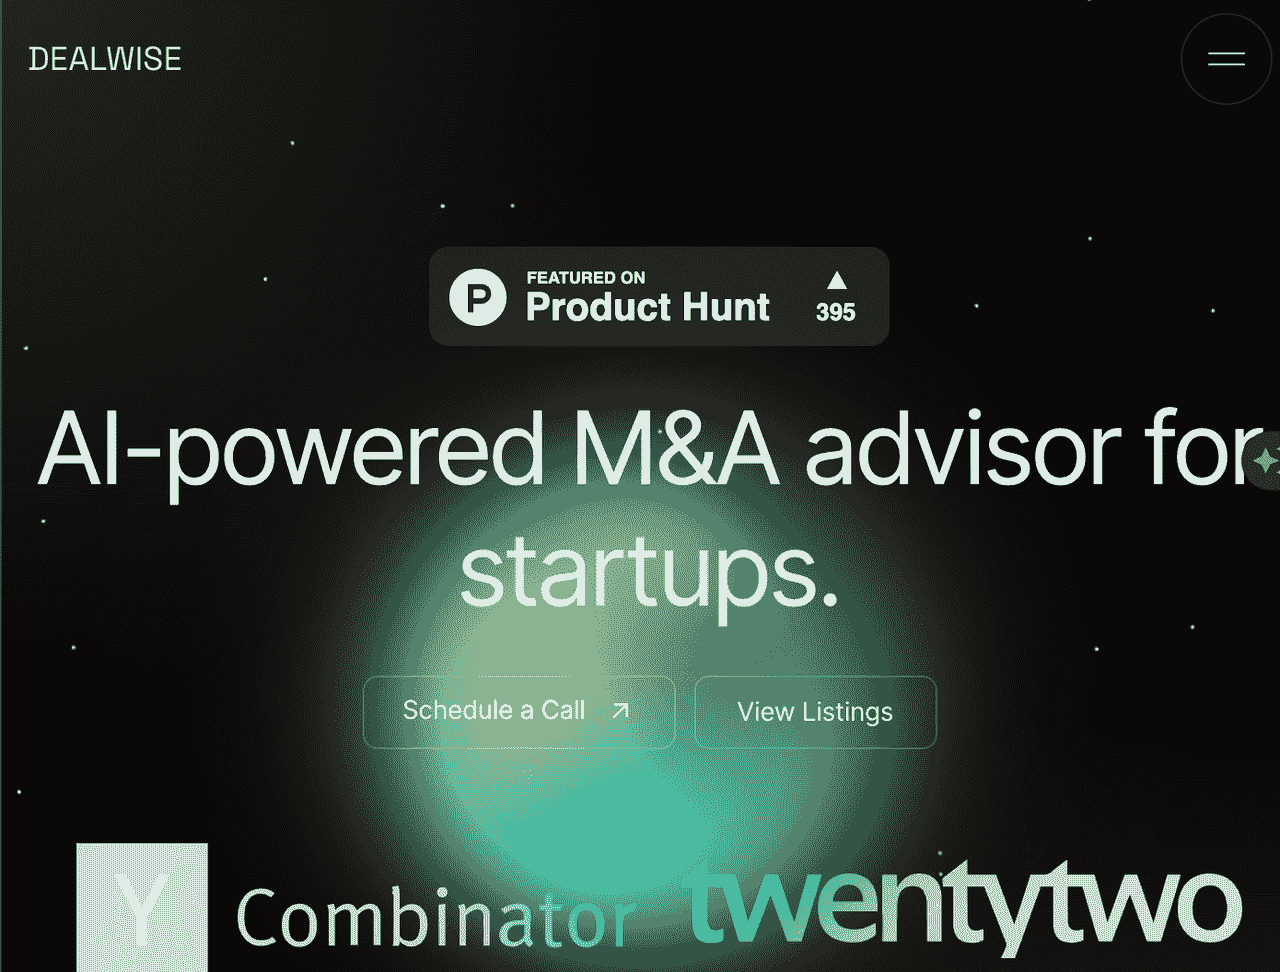 DEALWISE
FEATURED ON
Product Hunt
395
AI-powered M&A advisor for
startups.
Schedule a Call
View Listings
Y Combinator
twentytwo